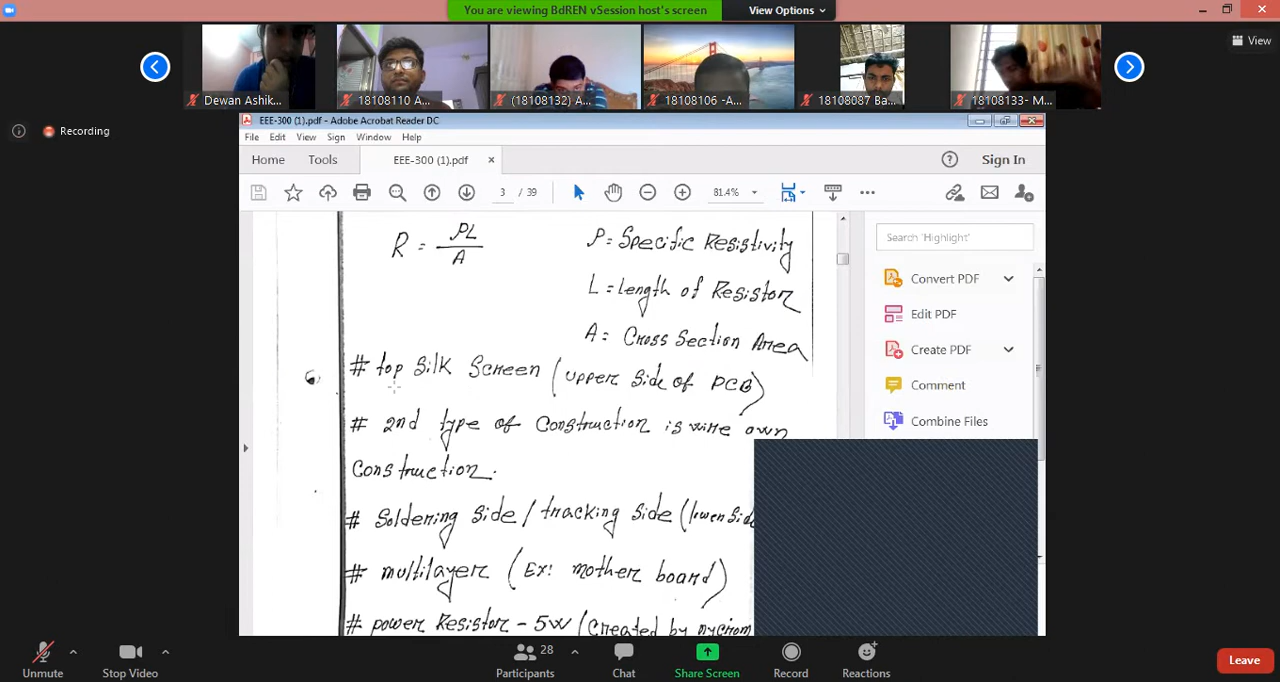 You are viewing BdREN vSession host's screen
View Options
View
Dewan Ashik...
18108110 A...
(18108132) A...
18108106 -A...
18108087 Ba...
18108133- M...
Recording
EEE-300 (1).pdf - Adobe Acrobat Reader DC
File Edit View Sign Window Help
Home Tools EEE-300 (1).pdf × Sign In
3 / 39 81.4%
R = ρL/A
ρ = Specific Resistivity
L = Length of Resistor
A = Cross Section Area
6.
# top silk Screen (upper side of PCB)
# 2nd type of Construction is wire own
Construction.
# Soldering side / tracking side (lower side
# multilayer (Ex: mother board)
# power Resistor - 5W (Created by nycrom
Search 'Highlight'
Convert PDF
Edit PDF
Create PDF
Comment
Combine Files
Unmute
Stop Video
Participants 28
Chat
Share Screen
Record
Reactions
Leave